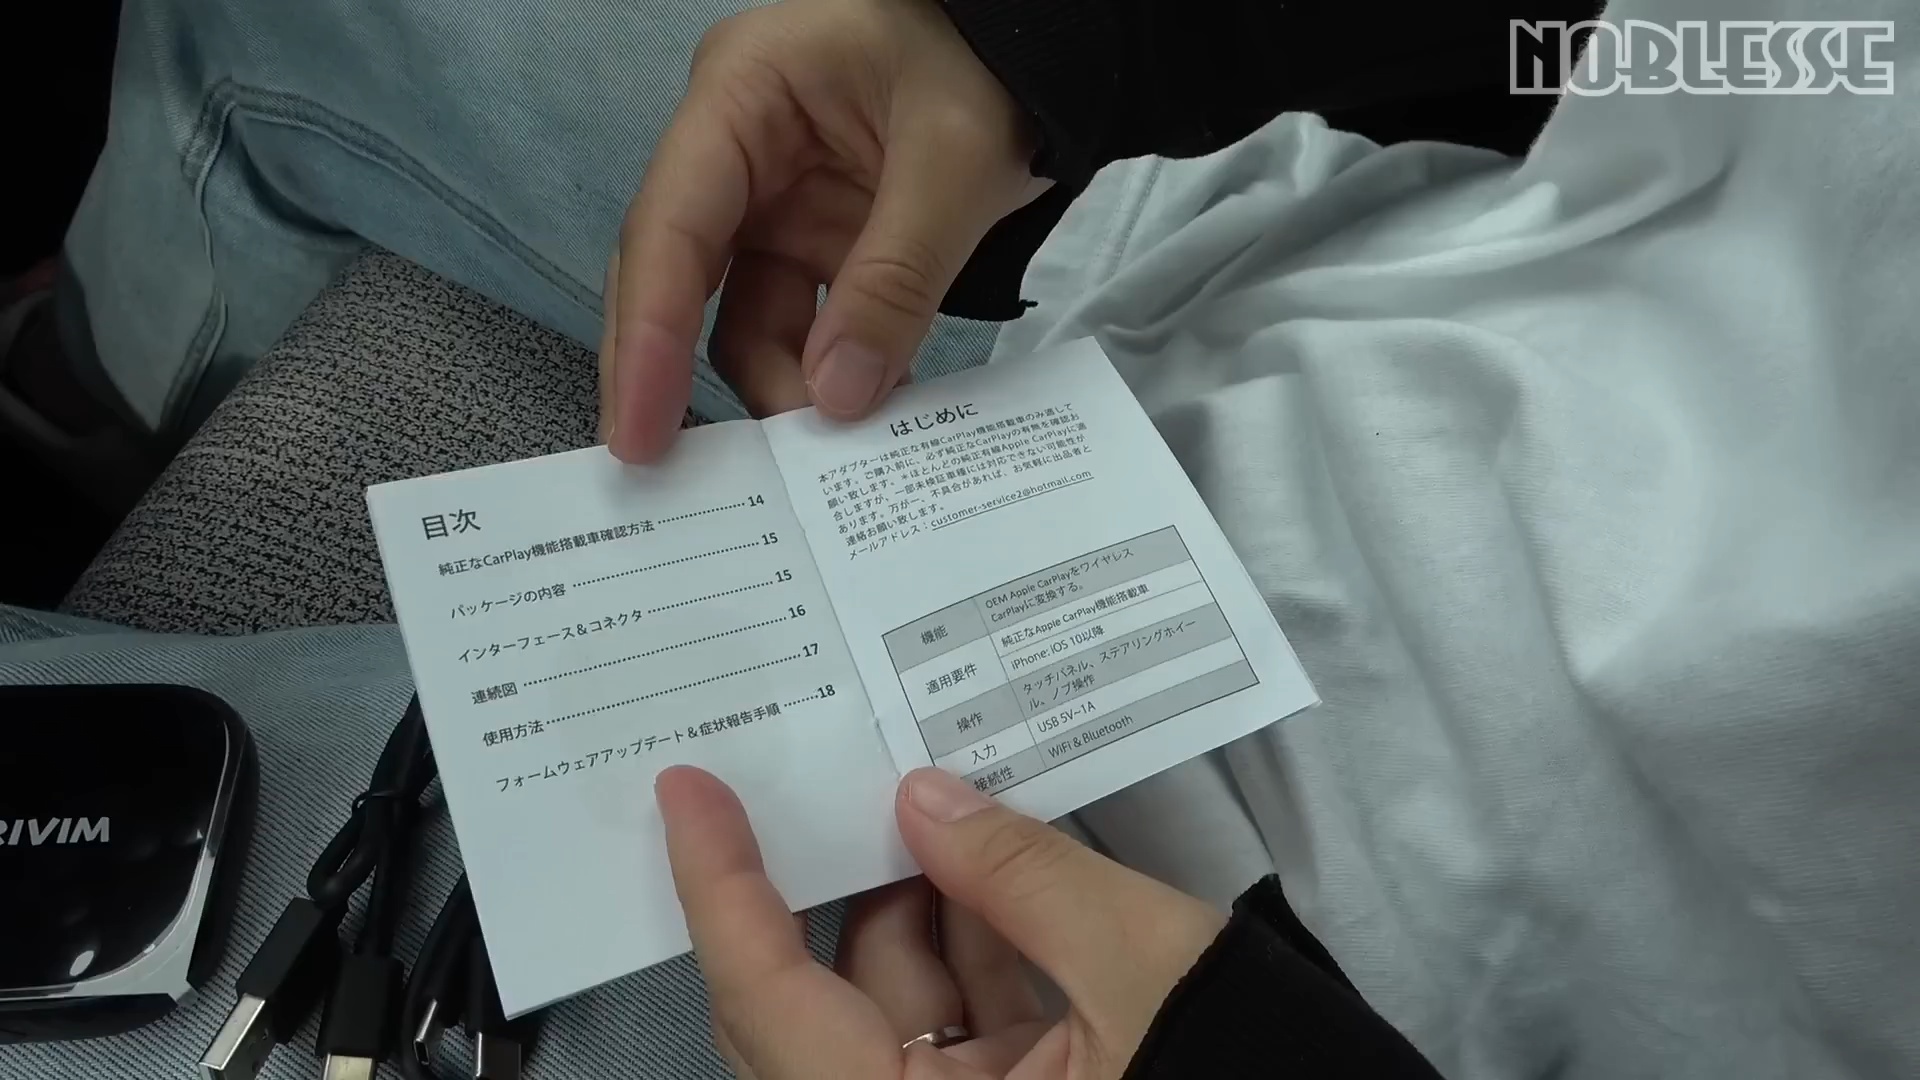 NOBLESSE
目次
純正なCarPlay機能搭載車確認方法 ·················· 14
パッケージの内容 ·················· 15
インターフェース＆コネクタ ·················· 15
連続図 ·················· 16
使用方法 ·················· 17
フォームウェアアップデート＆症状報告手順 ······ 18
はじめに
本アダプターは純正な有線CarPlay機能搭載車のみ適して
います。ご購入前に、必ず純正なCarPlayの有無を確認お
願い致します。＊ほとんどの純正有線Apple CarPlayに適
合しますが、一部未検証車種には対応できない可能性が
あります。万が一、不具合があれば、お気軽に出品者と
連絡お願い致します。
メールアドレス：customer-service2@hotmail.com
機能
OEM Apple CarPlayをワイヤレス
CarPlayに変換する。
適用要件
純正なApple CarPlay機能搭載車
iPhone: iOS 10以降
操作
タッチパネル、ステアリングホイー
ル、ノブ操作
入力
USB 5V~1A
接続性
WiFi & Bluetooth
RIVIM